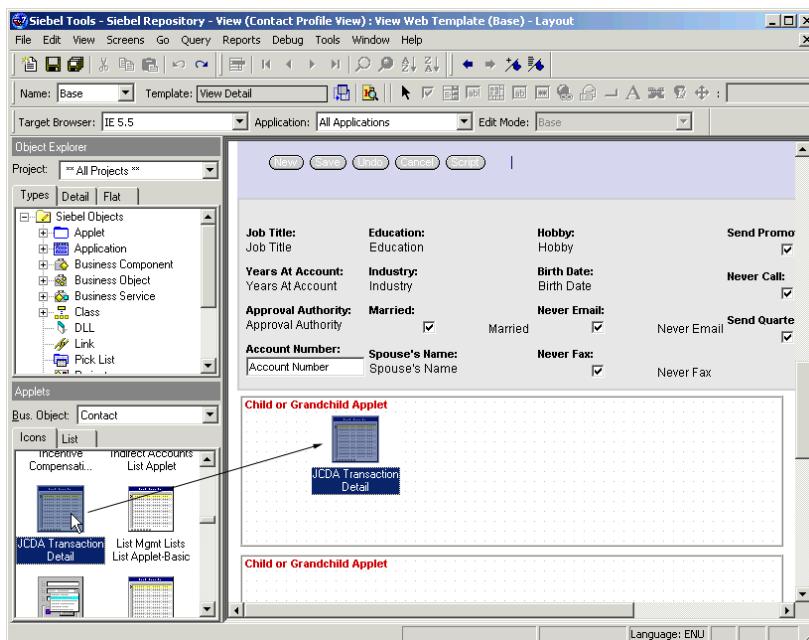 Siebel Tools - Siebel Repository - View (Contact Profile View) : View Web Template (Base) - Layout
File Edit View Screens Go Query Reports Debug Tools Window Help
Name: Base Template: View Detail
Target Browser: IE 5.5 Application: All Applications Edit Mode: Base
Object Explorer
Project: ** All Projects **
Types Detail Flat
Siebel Objects
Applet
Application
Business Component
Business Object
Business Service
Class
DLL
Link
Pick List
Applets
Bus. Object: Contact
Icons List
Incentive Compensati...
Indirect Accounts List Applet
JCDA Transaction Detail
List Mgmt Lists List Applet-Basic
New Save Undo Cancel Script
Job Title: Education: Hobby: Send Promo
Job Title Education Hobby
Years At Account: Industry: Birth Date: Never Call:
Years At Account Industry Birth Date
Approval Authority: Married: Never Email: Send Quarte
Approval Authority Married Never Email
Account Number: Spouse's Name: Never Fax:
Account Number Spouse's Name Never Fax
Child or Grandchild Applet
JCDA Transaction Detail
Child or Grandchild Applet
Language: ENU